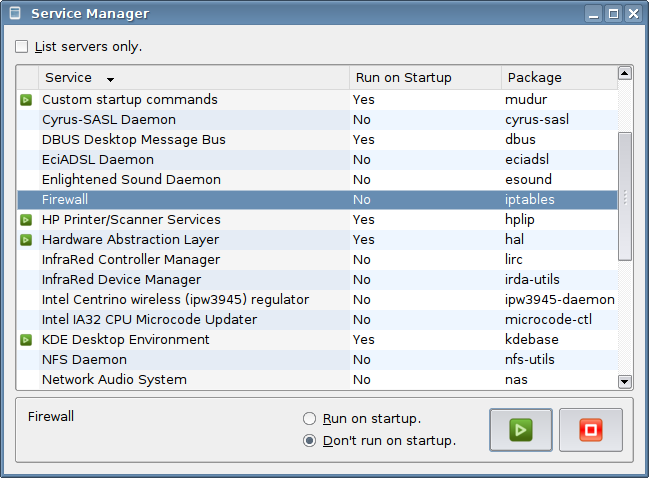 Service Manager
List servers only.
Service Run on Startup Package
Custom startup commands Yes mudur
Cyrus-SASL Daemon No cyrus-sasl
DBUS Desktop Message Bus Yes dbus
EciADSL Daemon No eciadsl
Enlightened Sound Daemon No esound
Firewall No iptables
HP Printer/Scanner Services Yes hplip
Hardware Abstraction Layer Yes hal
InfraRed Controller Manager No lirc
InfraRed Device Manager No irda-utils
Intel Centrino wireless (ipw3945) regulator No ipw3945-daemon
Intel IA32 CPU Microcode Updater No microcode-ctl
KDE Desktop Environment Yes kdebase
NFS Daemon No nfs-utils
Network Audio System No nas
Firewall Run on startup.
Don't run on startup.